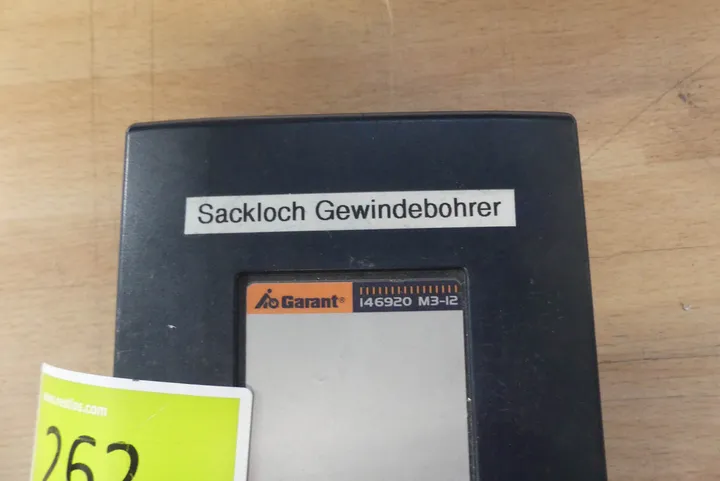 Sackloch Gewindebohrer
Garant® 146920 M3-12
262